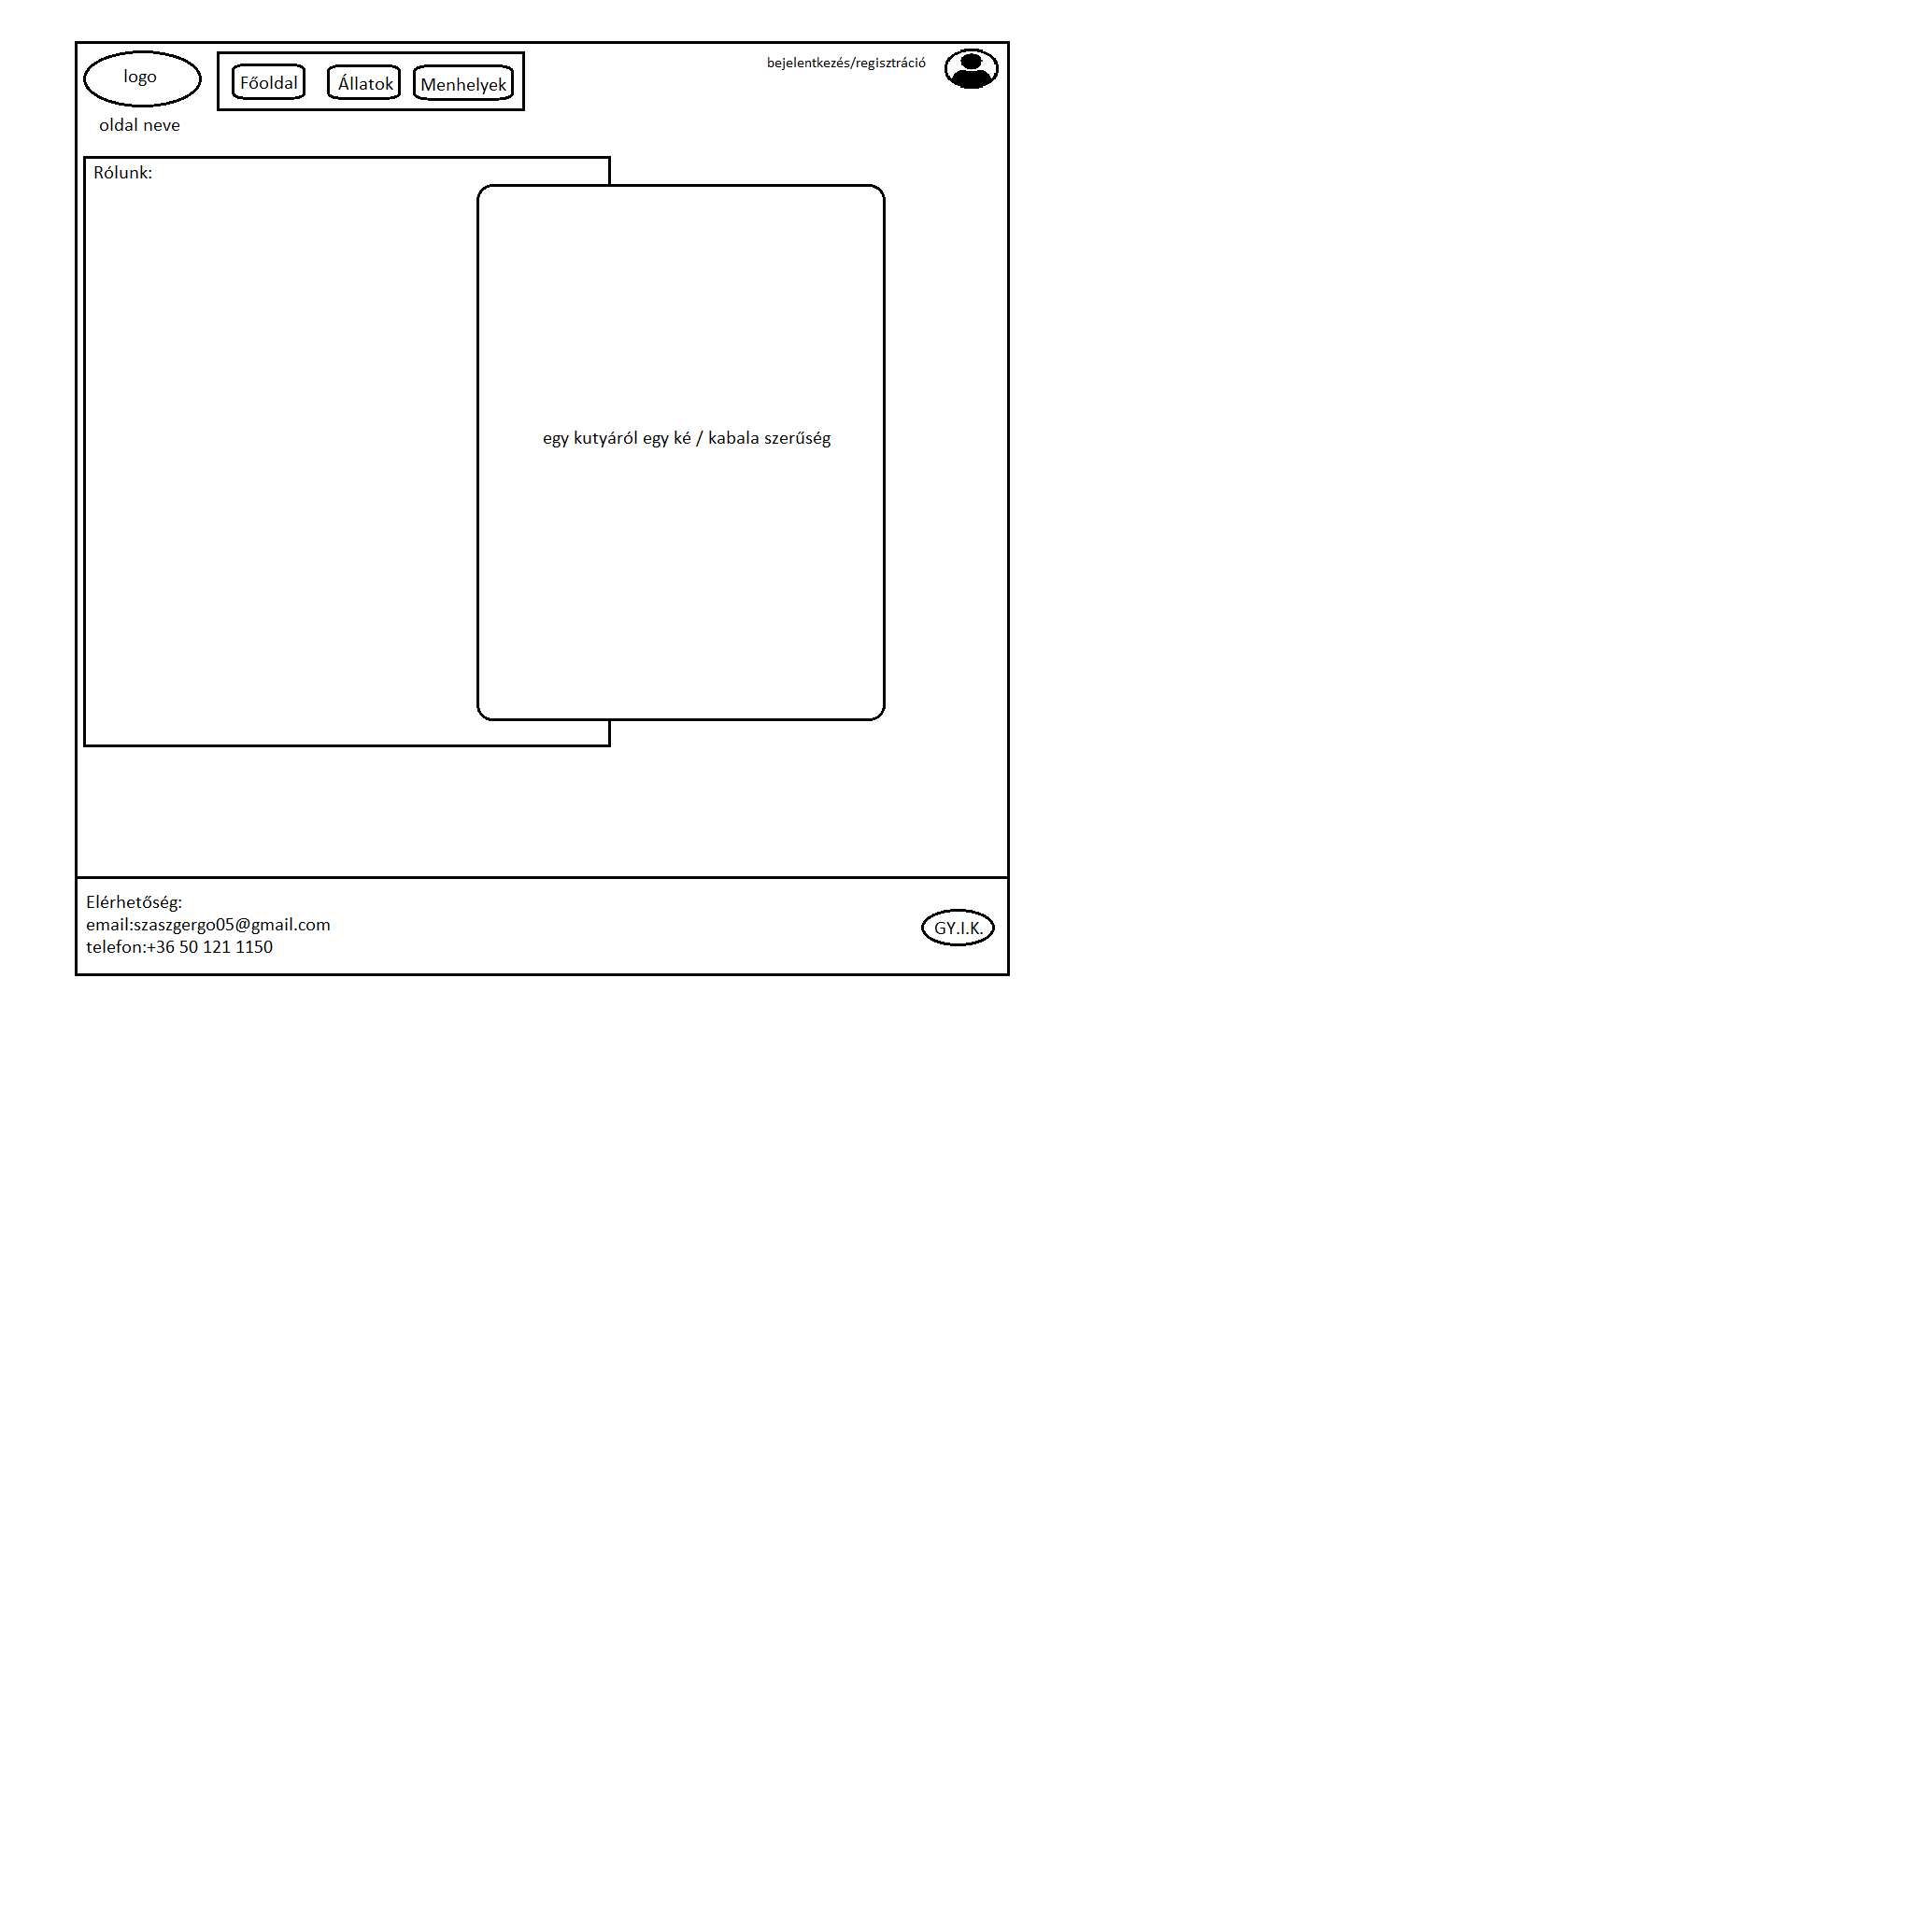 logo
Főoldal
Állatok
Menhelyek
bejelentkezés/regisztráció
oldal neve
Rólunk:
egy kutyáról egy ké / kabala szerűség
Elérhetőség:
email:szaszgergo05@gmail.com
telefon:+36 50 121 1150
GY.I.K.